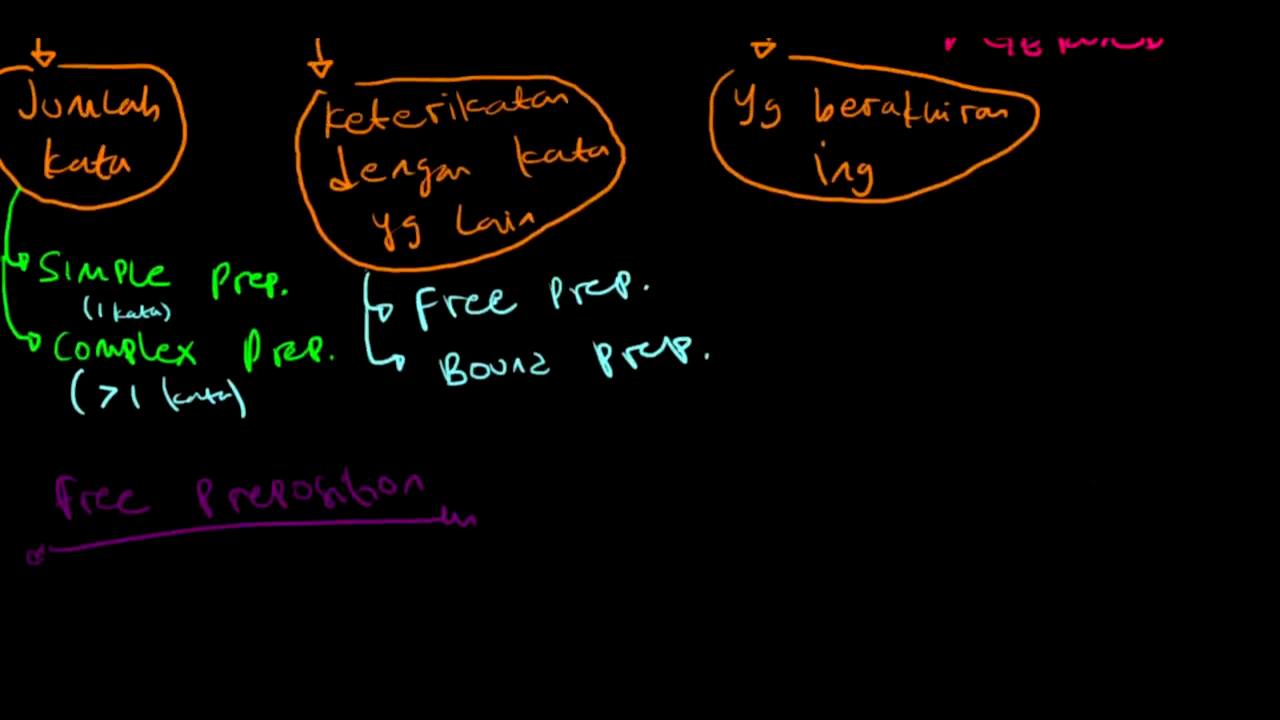 Jumlah
kata
keterikatan
dengan kata
yg lain
Yg berakhiran
ing
SIMPLE Prep.
(1 kata)
COMPLEX Prep.
(>1 kata)
Free prep.
Bound prep.
Free Preposition